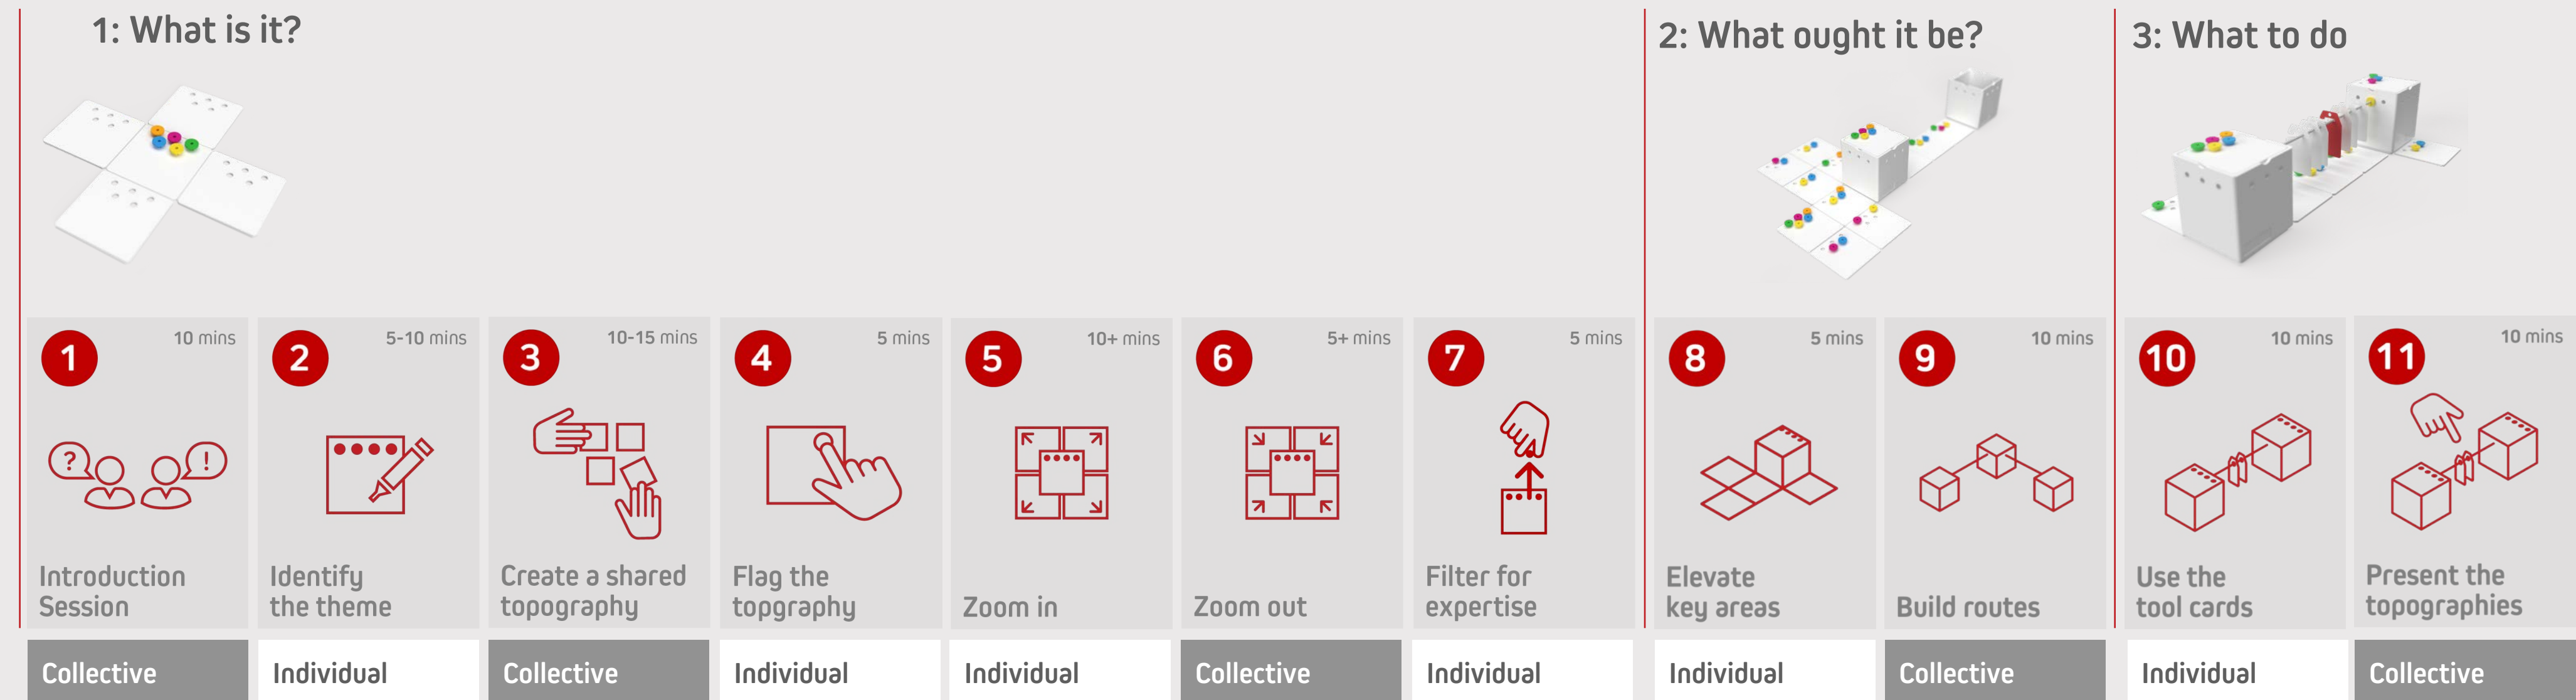 1: What is it?
2: What ought it be?
3: What to do
1
10 mins
?
!
Introduction
Session
Collective
2
5-10 mins
Identify
the theme
Individual
3
10-15 mins
Create a shared
topography
Collective
4
5 mins
Flag the
topgraphy
Individual
5
10+ mins
Zoom in
Individual
6
5+ mins
Zoom out
Collective
7
5 mins
Filter for
expertise
Individual
8
5 mins
Elevate
key areas
Individual
9
10 mins
Build routes
Collective
10
10 mins
Use the
tool cards
Individual
11
10 mins
Present the
topographies
Collective